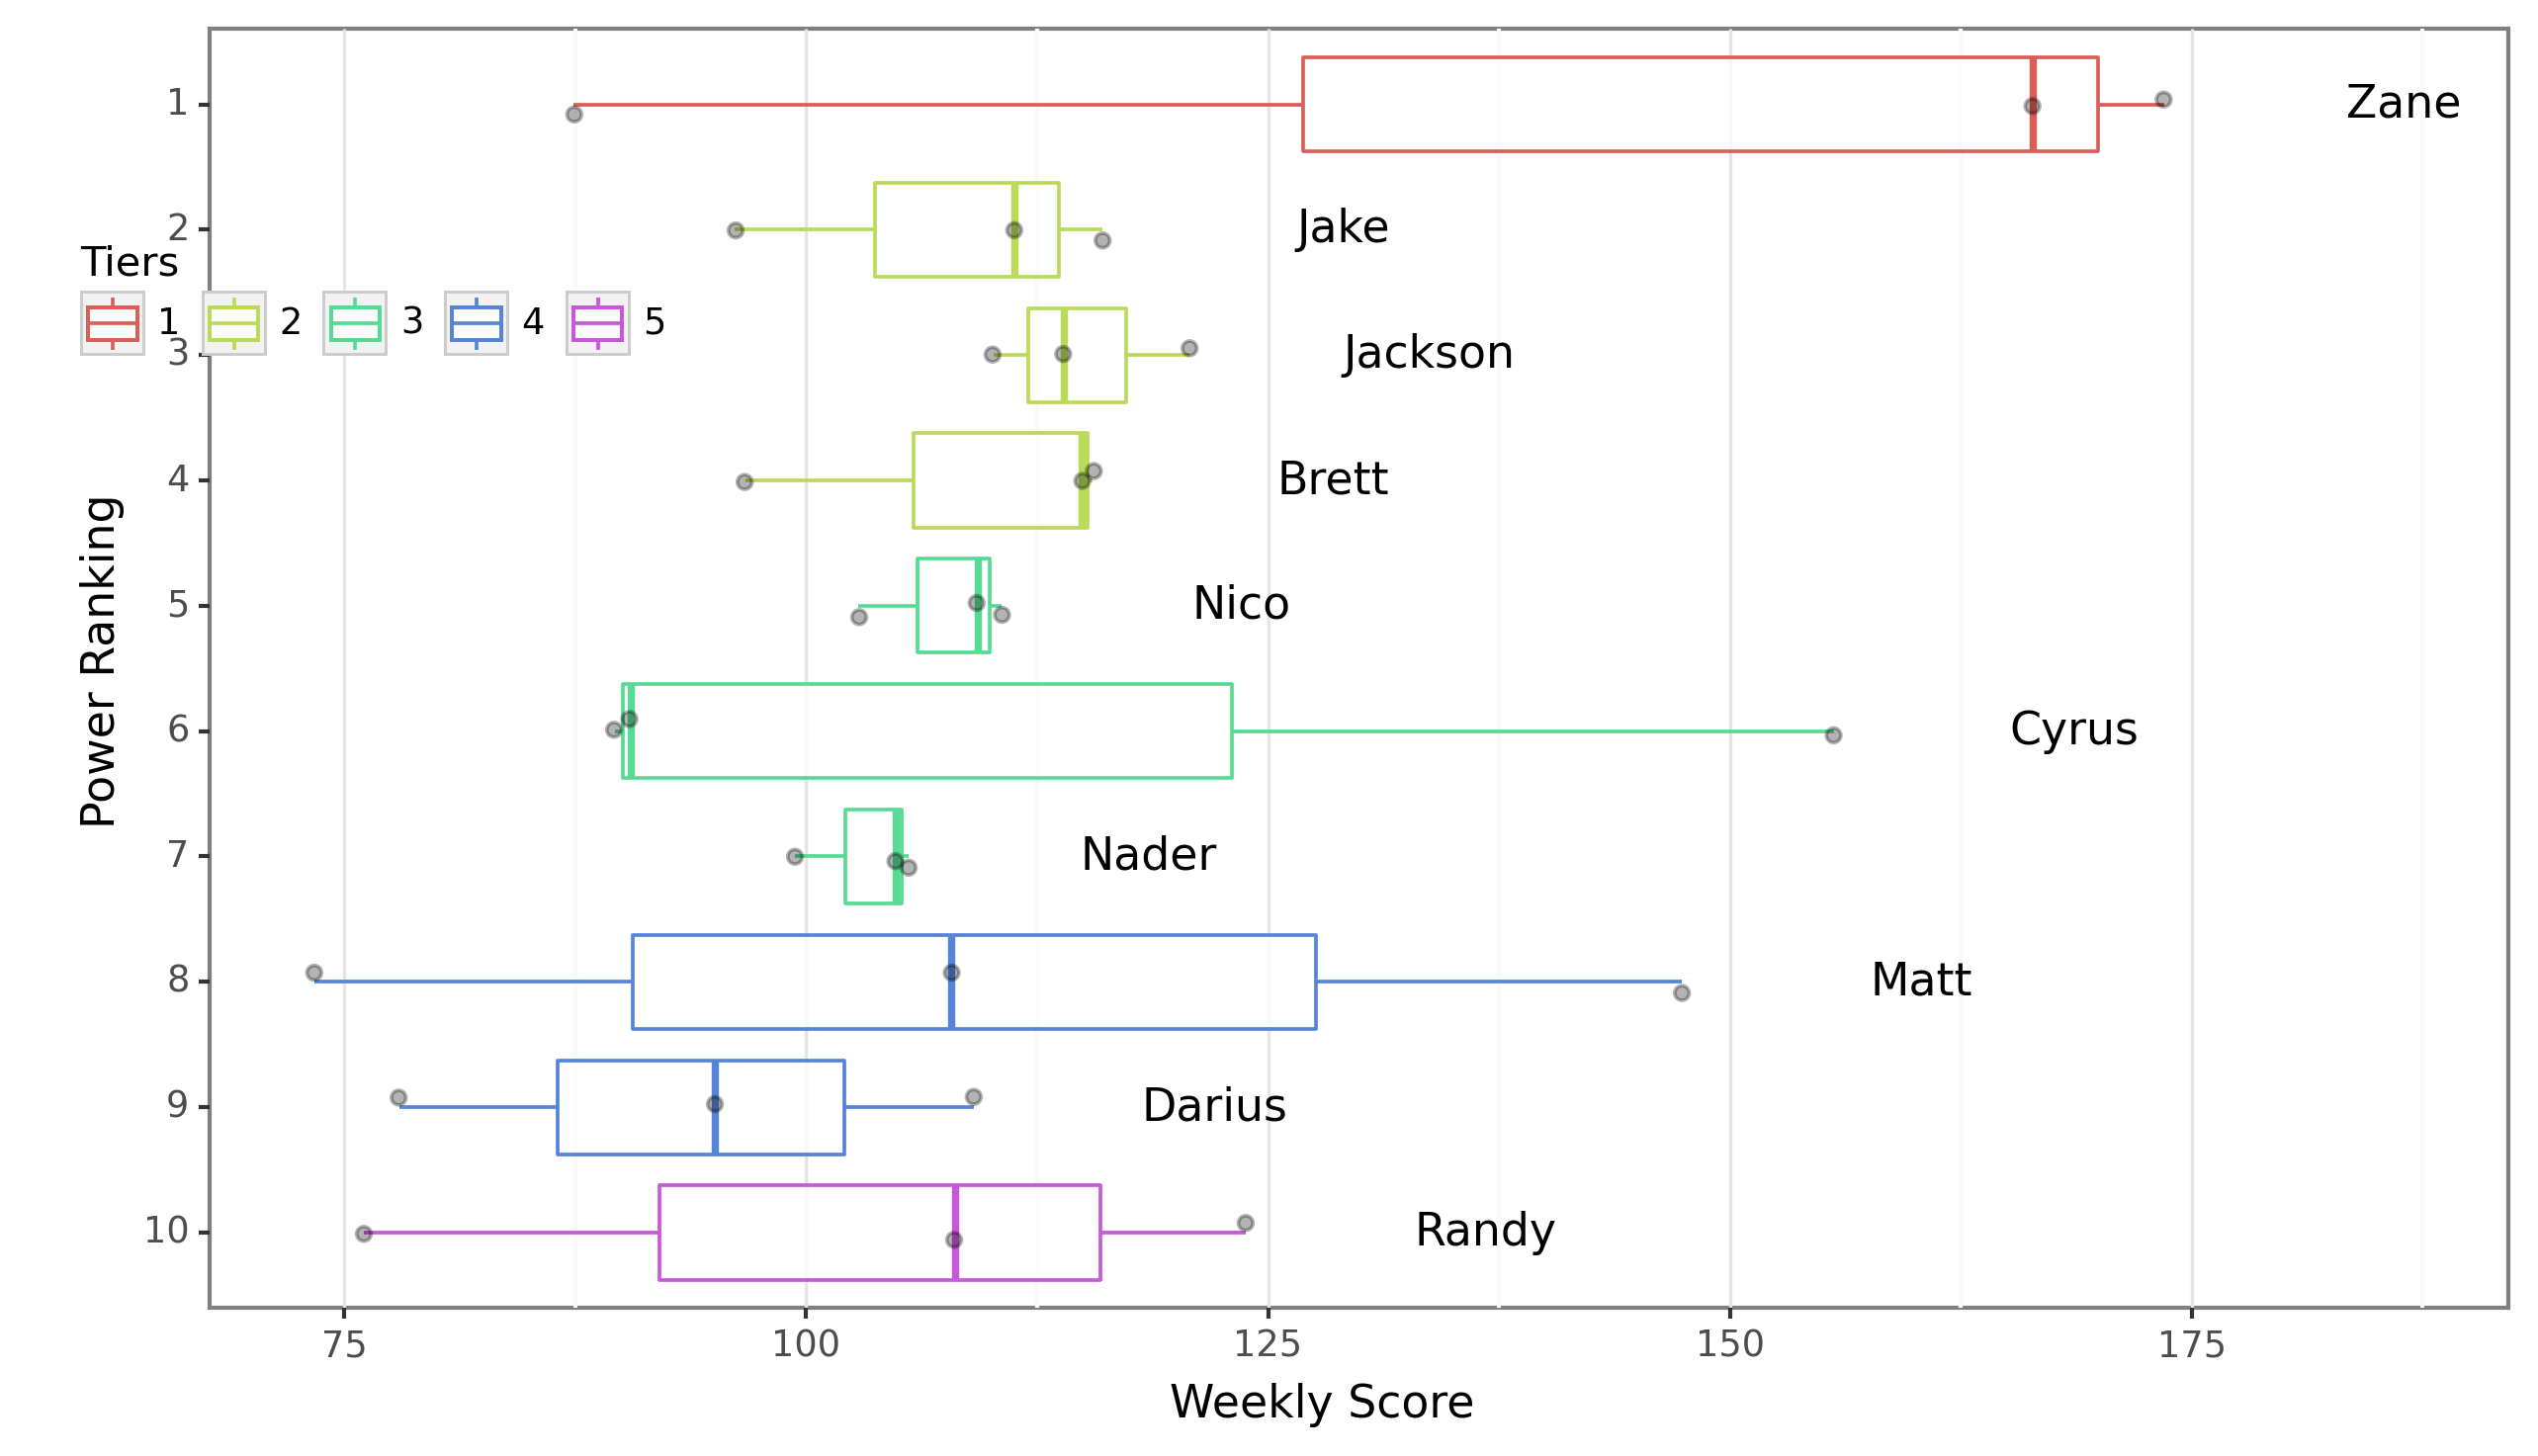 1 Zane
2 Jake
Tiers
1 2 3 4 5
3 Jackson
4 Brett
Power Ranking
5 Nico
6 Cyrus
7 Nader
8 Matt
9 Darius
10 Randy
75 100 125 150 175
Weekly Score